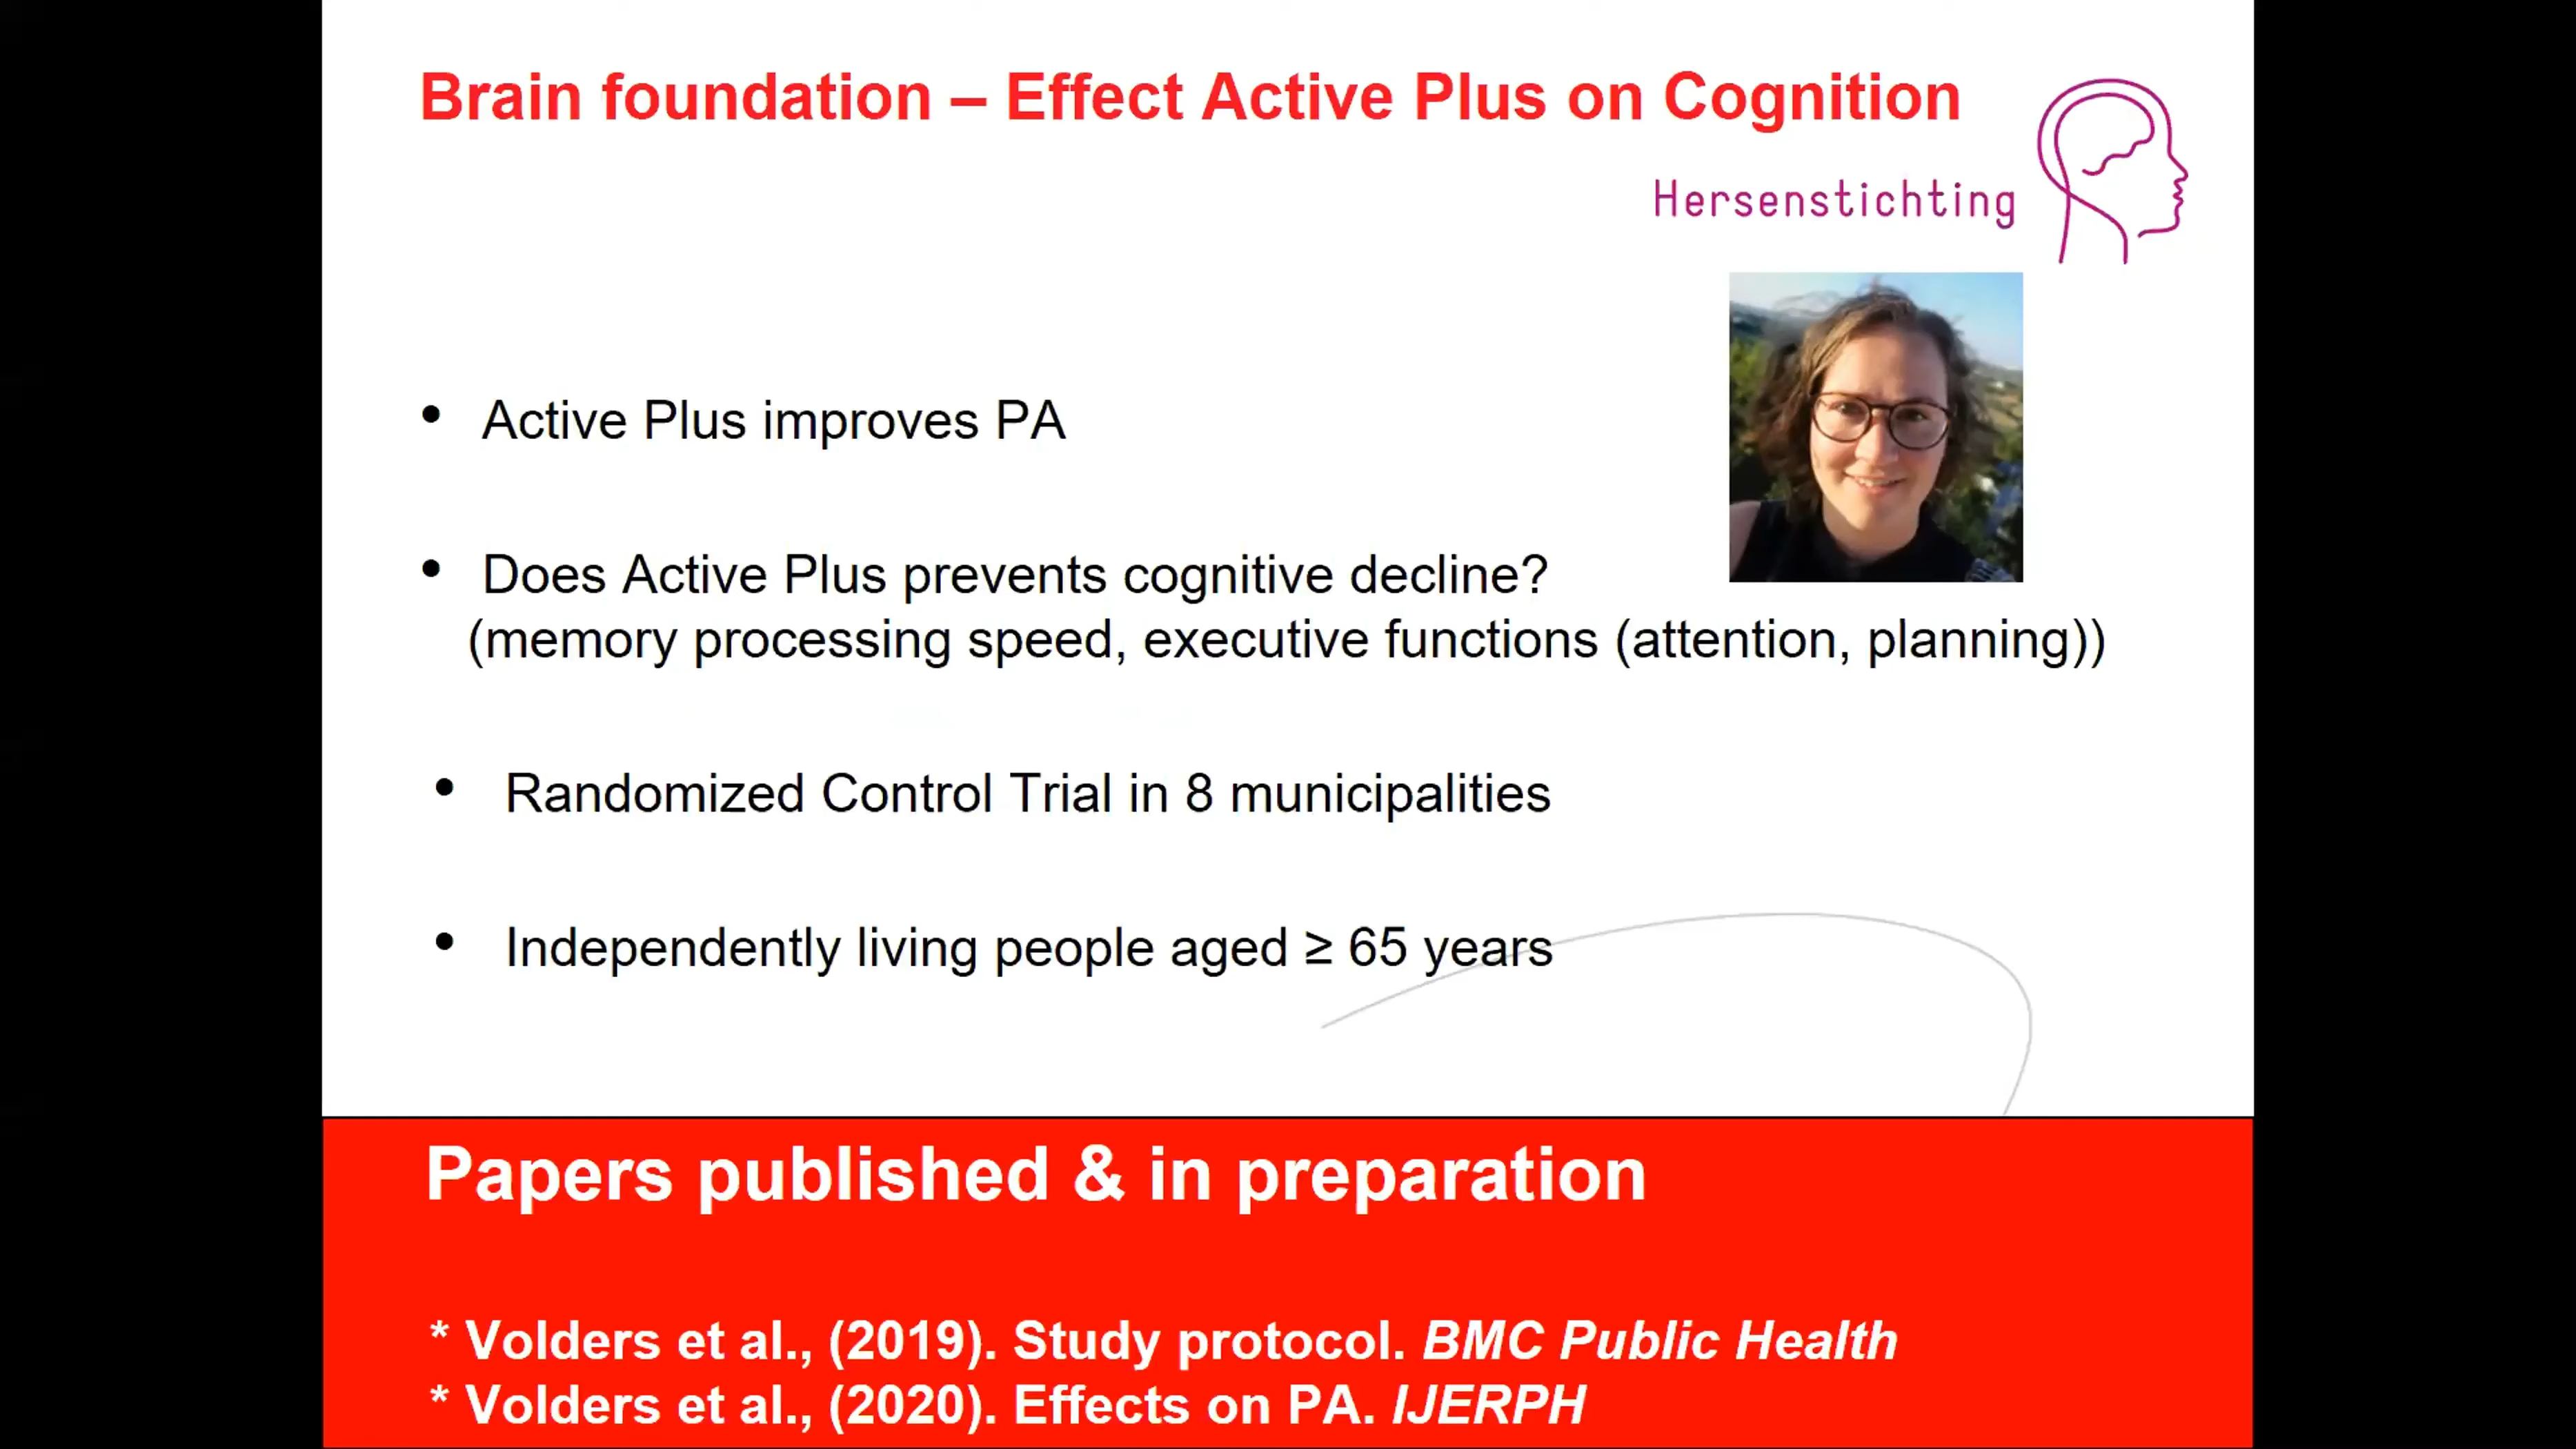 Brain foundation – Effect Active Plus on Cognition
Hersenstichting
• Active Plus improves PA
• Does Active Plus prevents cognitive decline?
(memory processing speed, executive functions (attention, planning))
• Randomized Control Trial in 8 municipalities
• Independently living people aged ≥ 65 years
Papers published & in preparation
* Volders et al., (2019). Study protocol. BMC Public Health
* Volders et al., (2020). Effects on PA. IJERPH